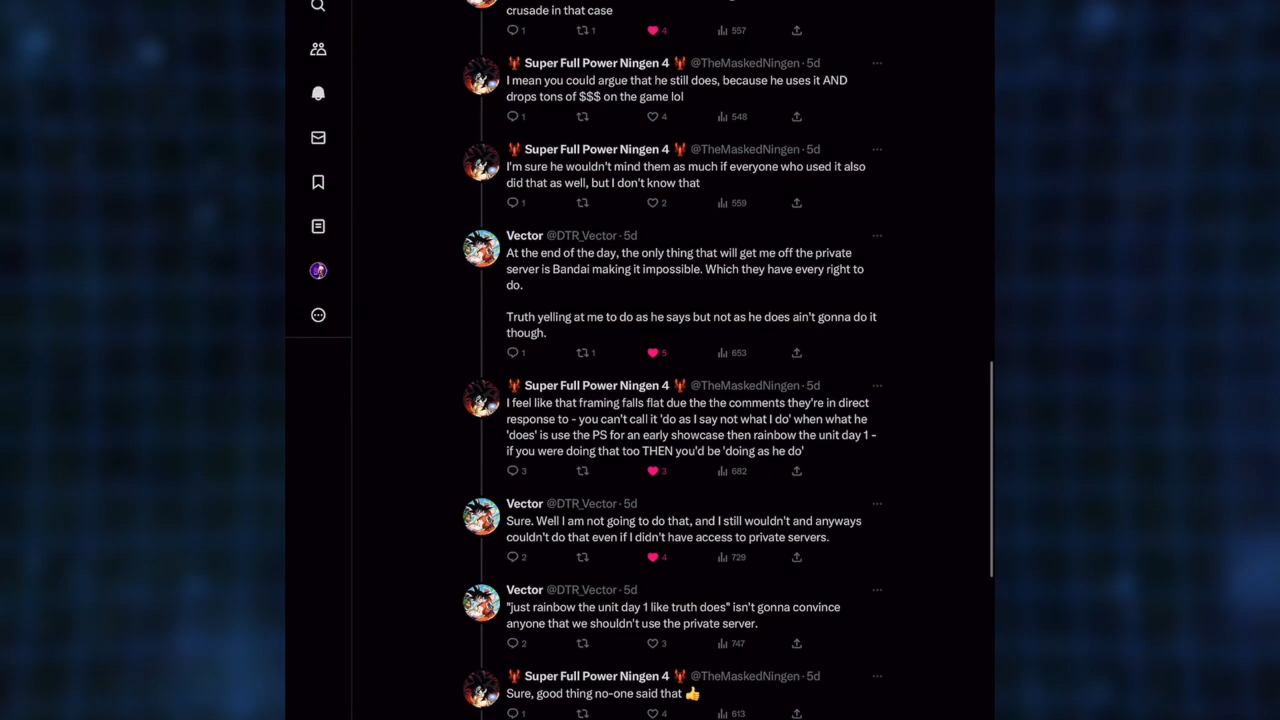 crusade in that case
1 1 4 557
Super Full Power Ningen 4 @TheMaskedNingen · 5d
I mean you could argue that he still does, because he uses it AND
drops tons of $$$ on the game lol
1 4 548
Super Full Power Ningen 4 @TheMaskedNingen · 5d
I'm sure he wouldn't mind them as much if everyone who used it also
did that as well, but I don't know that
1 2 559
Vector @DTR_Vector · 5d
At the end of the day, the only thing that will get me off the private
server is Bandai making it impossible. Which they have every right to
do.
Truth yelling at me to do as he says but not as he does ain't gonna do it
though.
1 1 5 653
Super Full Power Ningen 4 @TheMaskedNingen · 5d
I feel like that framing falls flat due the the comments they're in direct
response to - you can't call it 'do as I say not what I do' when what he
'does' is use the PS for an early showcase then rainbow the unit day 1 -
if you were doing that too THEN you'd be 'doing as he do'
3 3 682
Vector @DTR_Vector · 5d
Sure. Well I am not going to do that, and I still wouldn't and anyways
couldn't do that even if I didn't have access to private servers.
2 4 729
Vector @DTR_Vector · 5d
"just rainbow the unit day 1 like truth does" isn't gonna convince
anyone that we shouldn't use the private server.
2 3 747
Super Full Power Ningen 4 @TheMaskedNingen · 5d
Sure, good thing no-one said that 👍
1 4 613